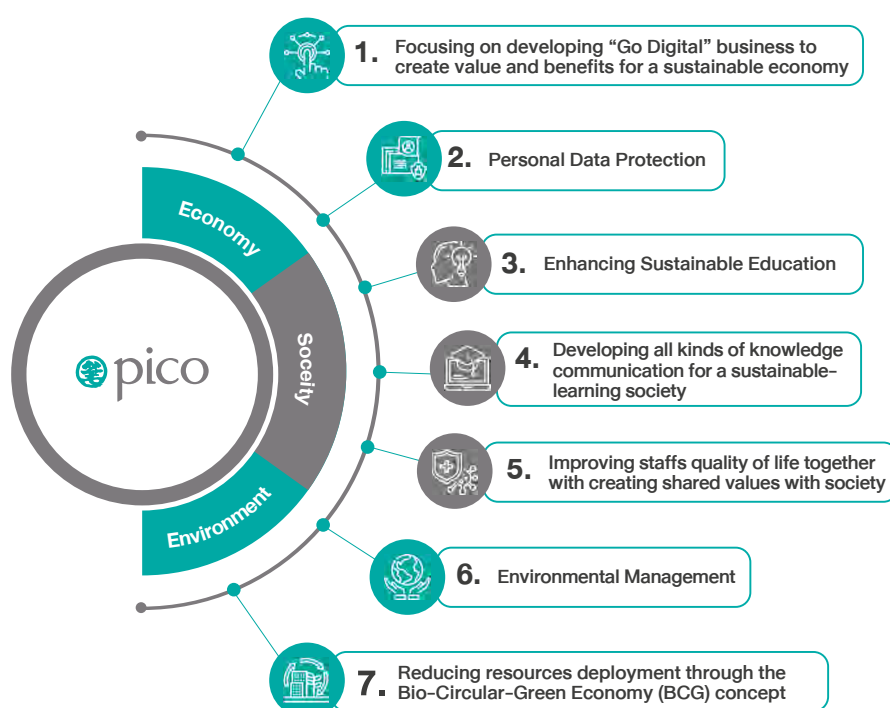 1. Focusing on developing “Go Digital” business to
create value and benefits for a sustainable economy
2. Personal Data Protection
Economy
3. Enhancing Sustainable Education
Soceity
pico
4. Developing all kinds of knowledge
communication for a sustainable-
learning society
5. Improving staffs quality of life together
with creating shared values with society
Environment
6. Environmental Management
7. Reducing resources deployment through the
Bio-Circular-Green Economy (BCG) concept